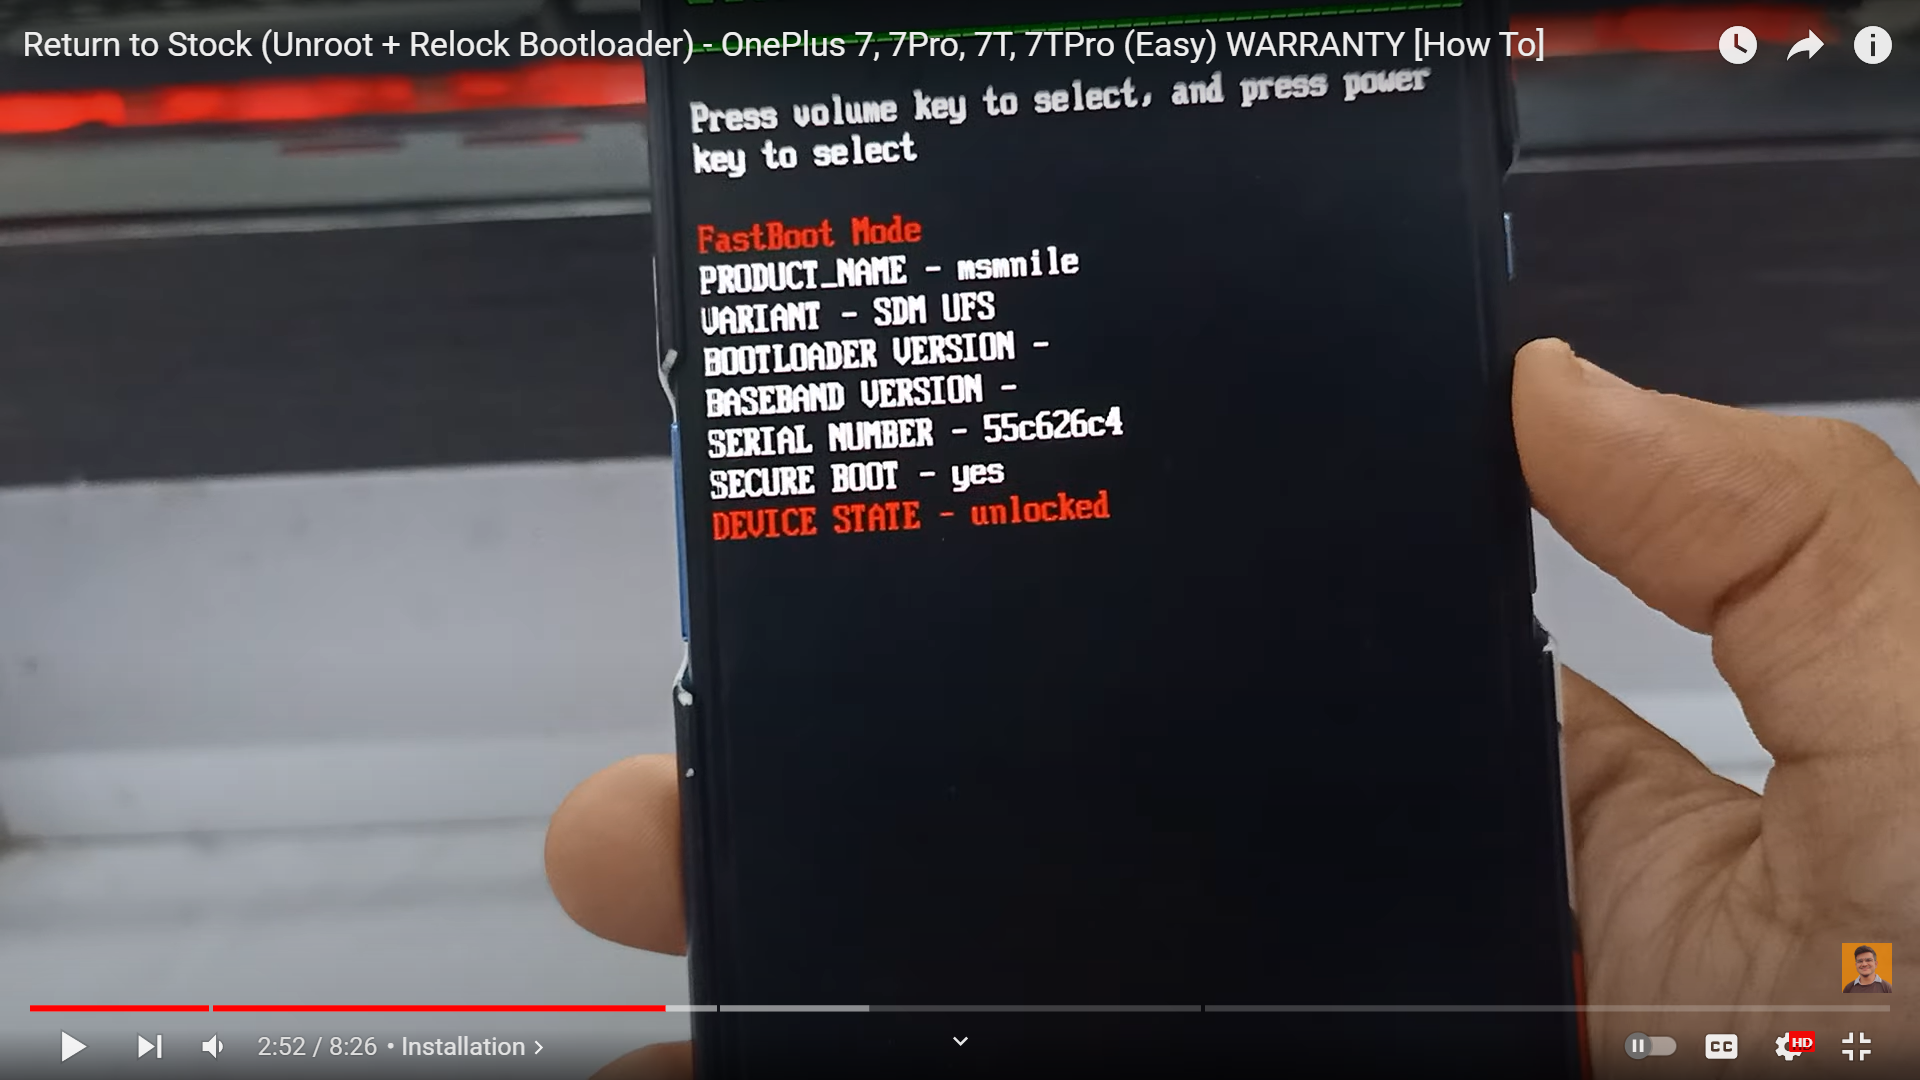 Return to Stock (Unroot + Relock Bootloader) - OnePlus 7, 7Pro, 7T, 7TPro (Easy) WARRANTY [How To]
Press volume key to select, and press power
key to select
FastBoot Mode
PRODUCT_NAME - msmnile
VARIANT - SDM UFS
BOOTLOADER VERSION -
BASEBAND VERSION -
SERIAL NUMBER - 55c626c4
SECURE BOOT - yes
DEVICE STATE - unlocked
2:52 / 8:26 • Installation
CC
HD